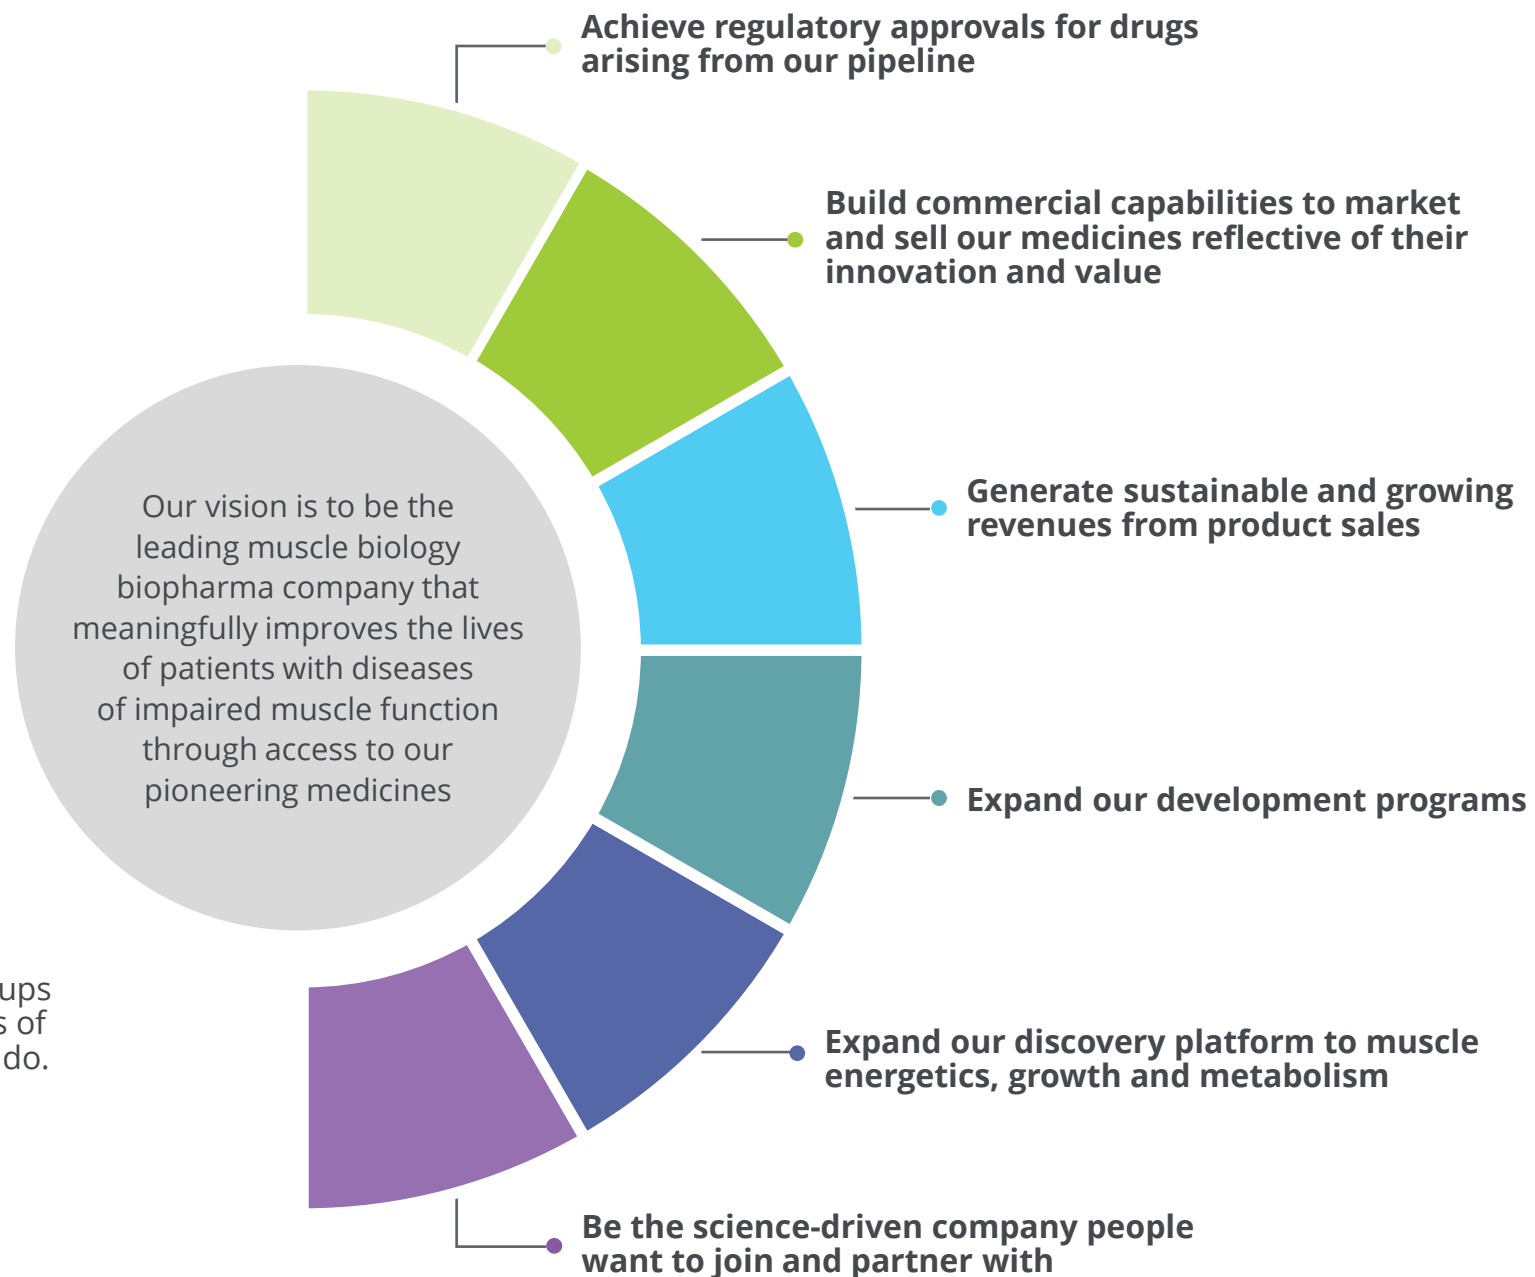 Achieve regulatory approvals for drugs
arising from our pipeline
Build commercial capabilities to market
and sell our medicines reflective of their
innovation and value
Generate sustainable and growing
revenues from product sales
Our vision is to be the
leading muscle biology
biopharma company that
meaningfully improves the lives
of patients with diseases
of impaired muscle function
through access to our
pioneering medicines
Expand our development programs
ups
s of
do.
Expand our discovery platform to muscle
energetics, growth and metabolism
Be the science-driven company people
want to join and partner with